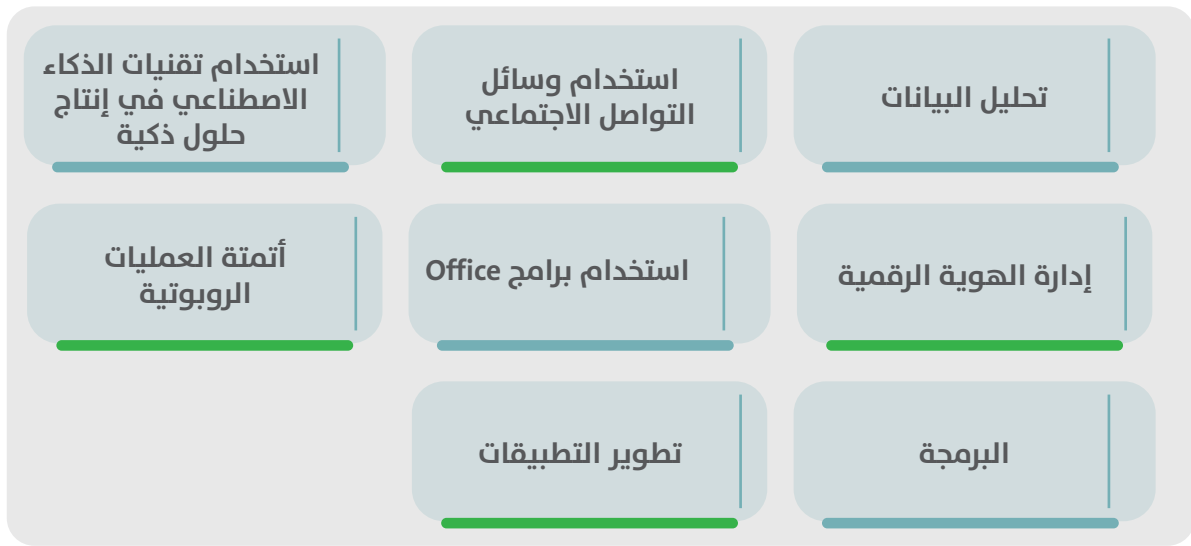 تحليل البيانات
استخدام وسائل
التواصل الاجتماعي
استخدام تقنيات الذكاء
الاصطناعي في إنتاج
حلول ذكية
إدارة الهوية الرقمية
استخدام برامج Office
أتمتة العمليات
الروبوتية
البرمجة
تطوير التطبيقات